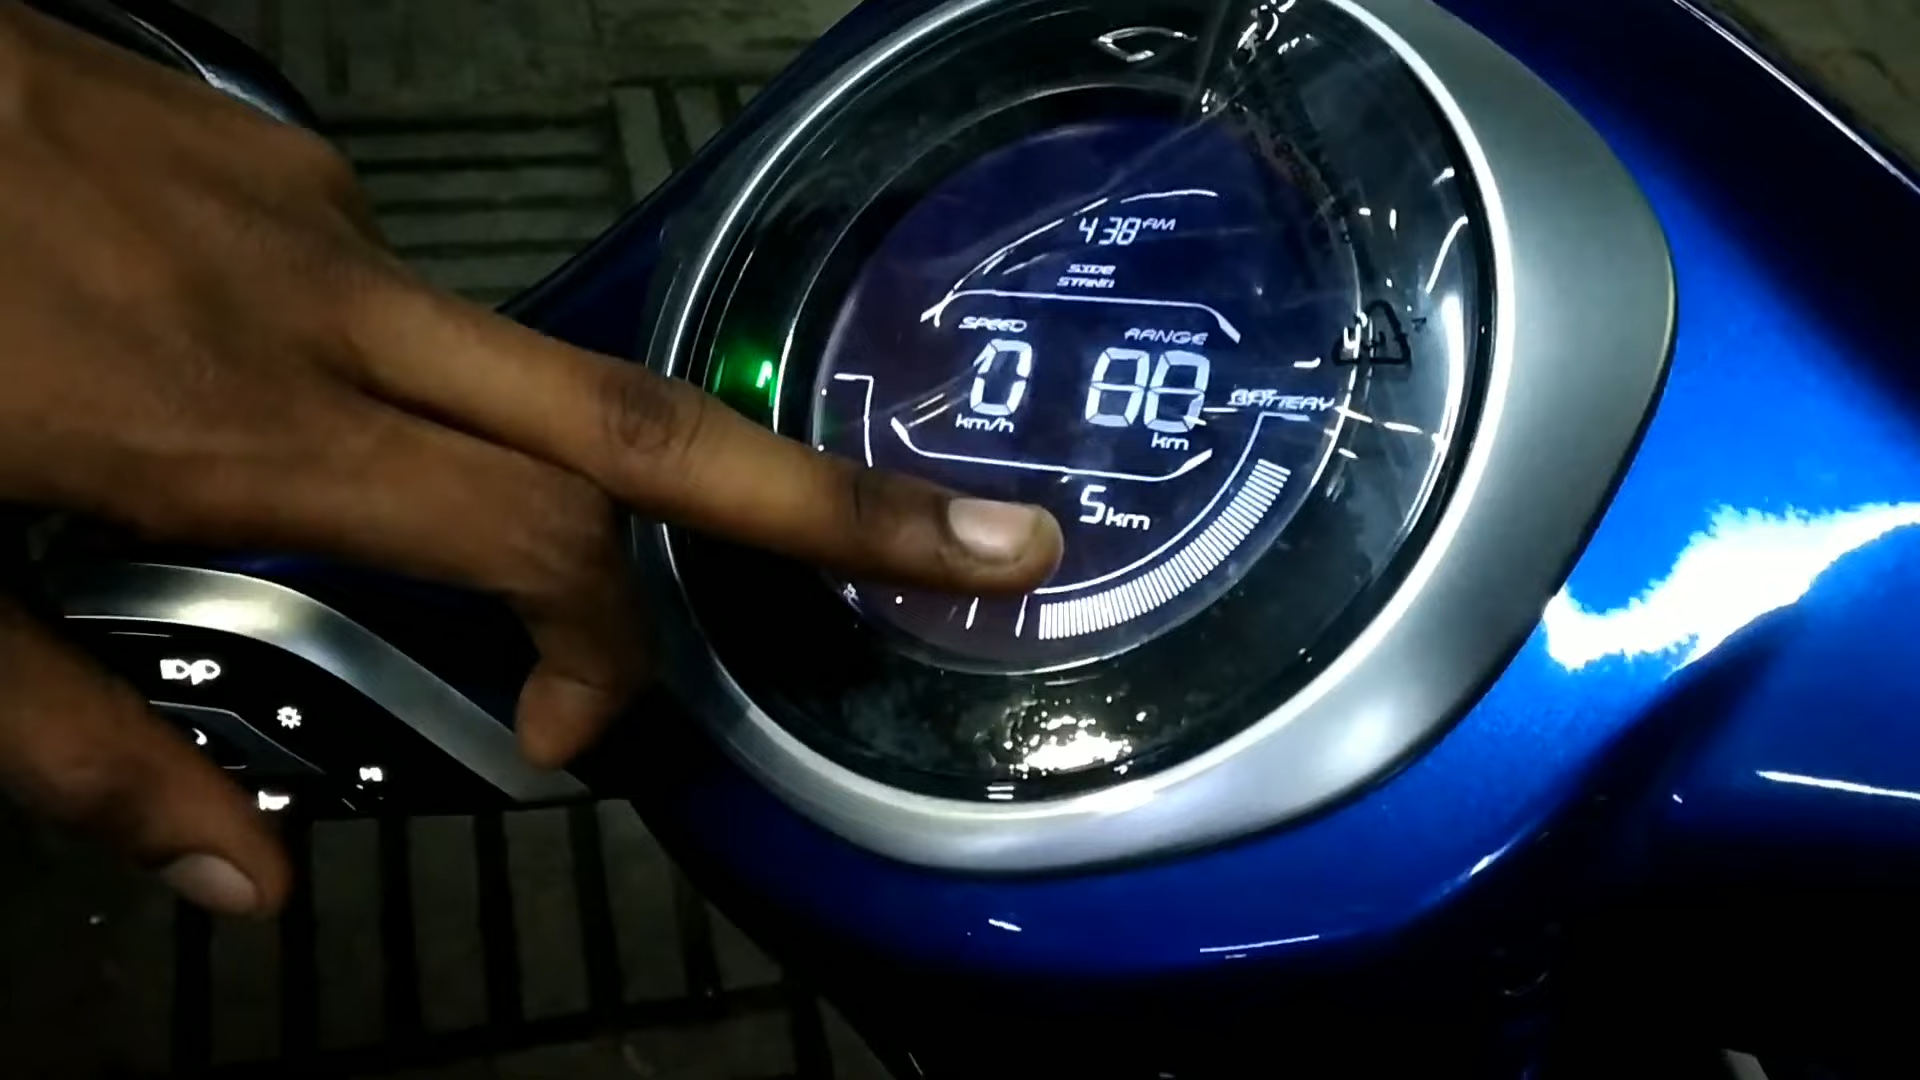 4 38 AM
SIDE
STAND
SPEED
RANGE
0
88
BATTERY
km/h
km
5 km